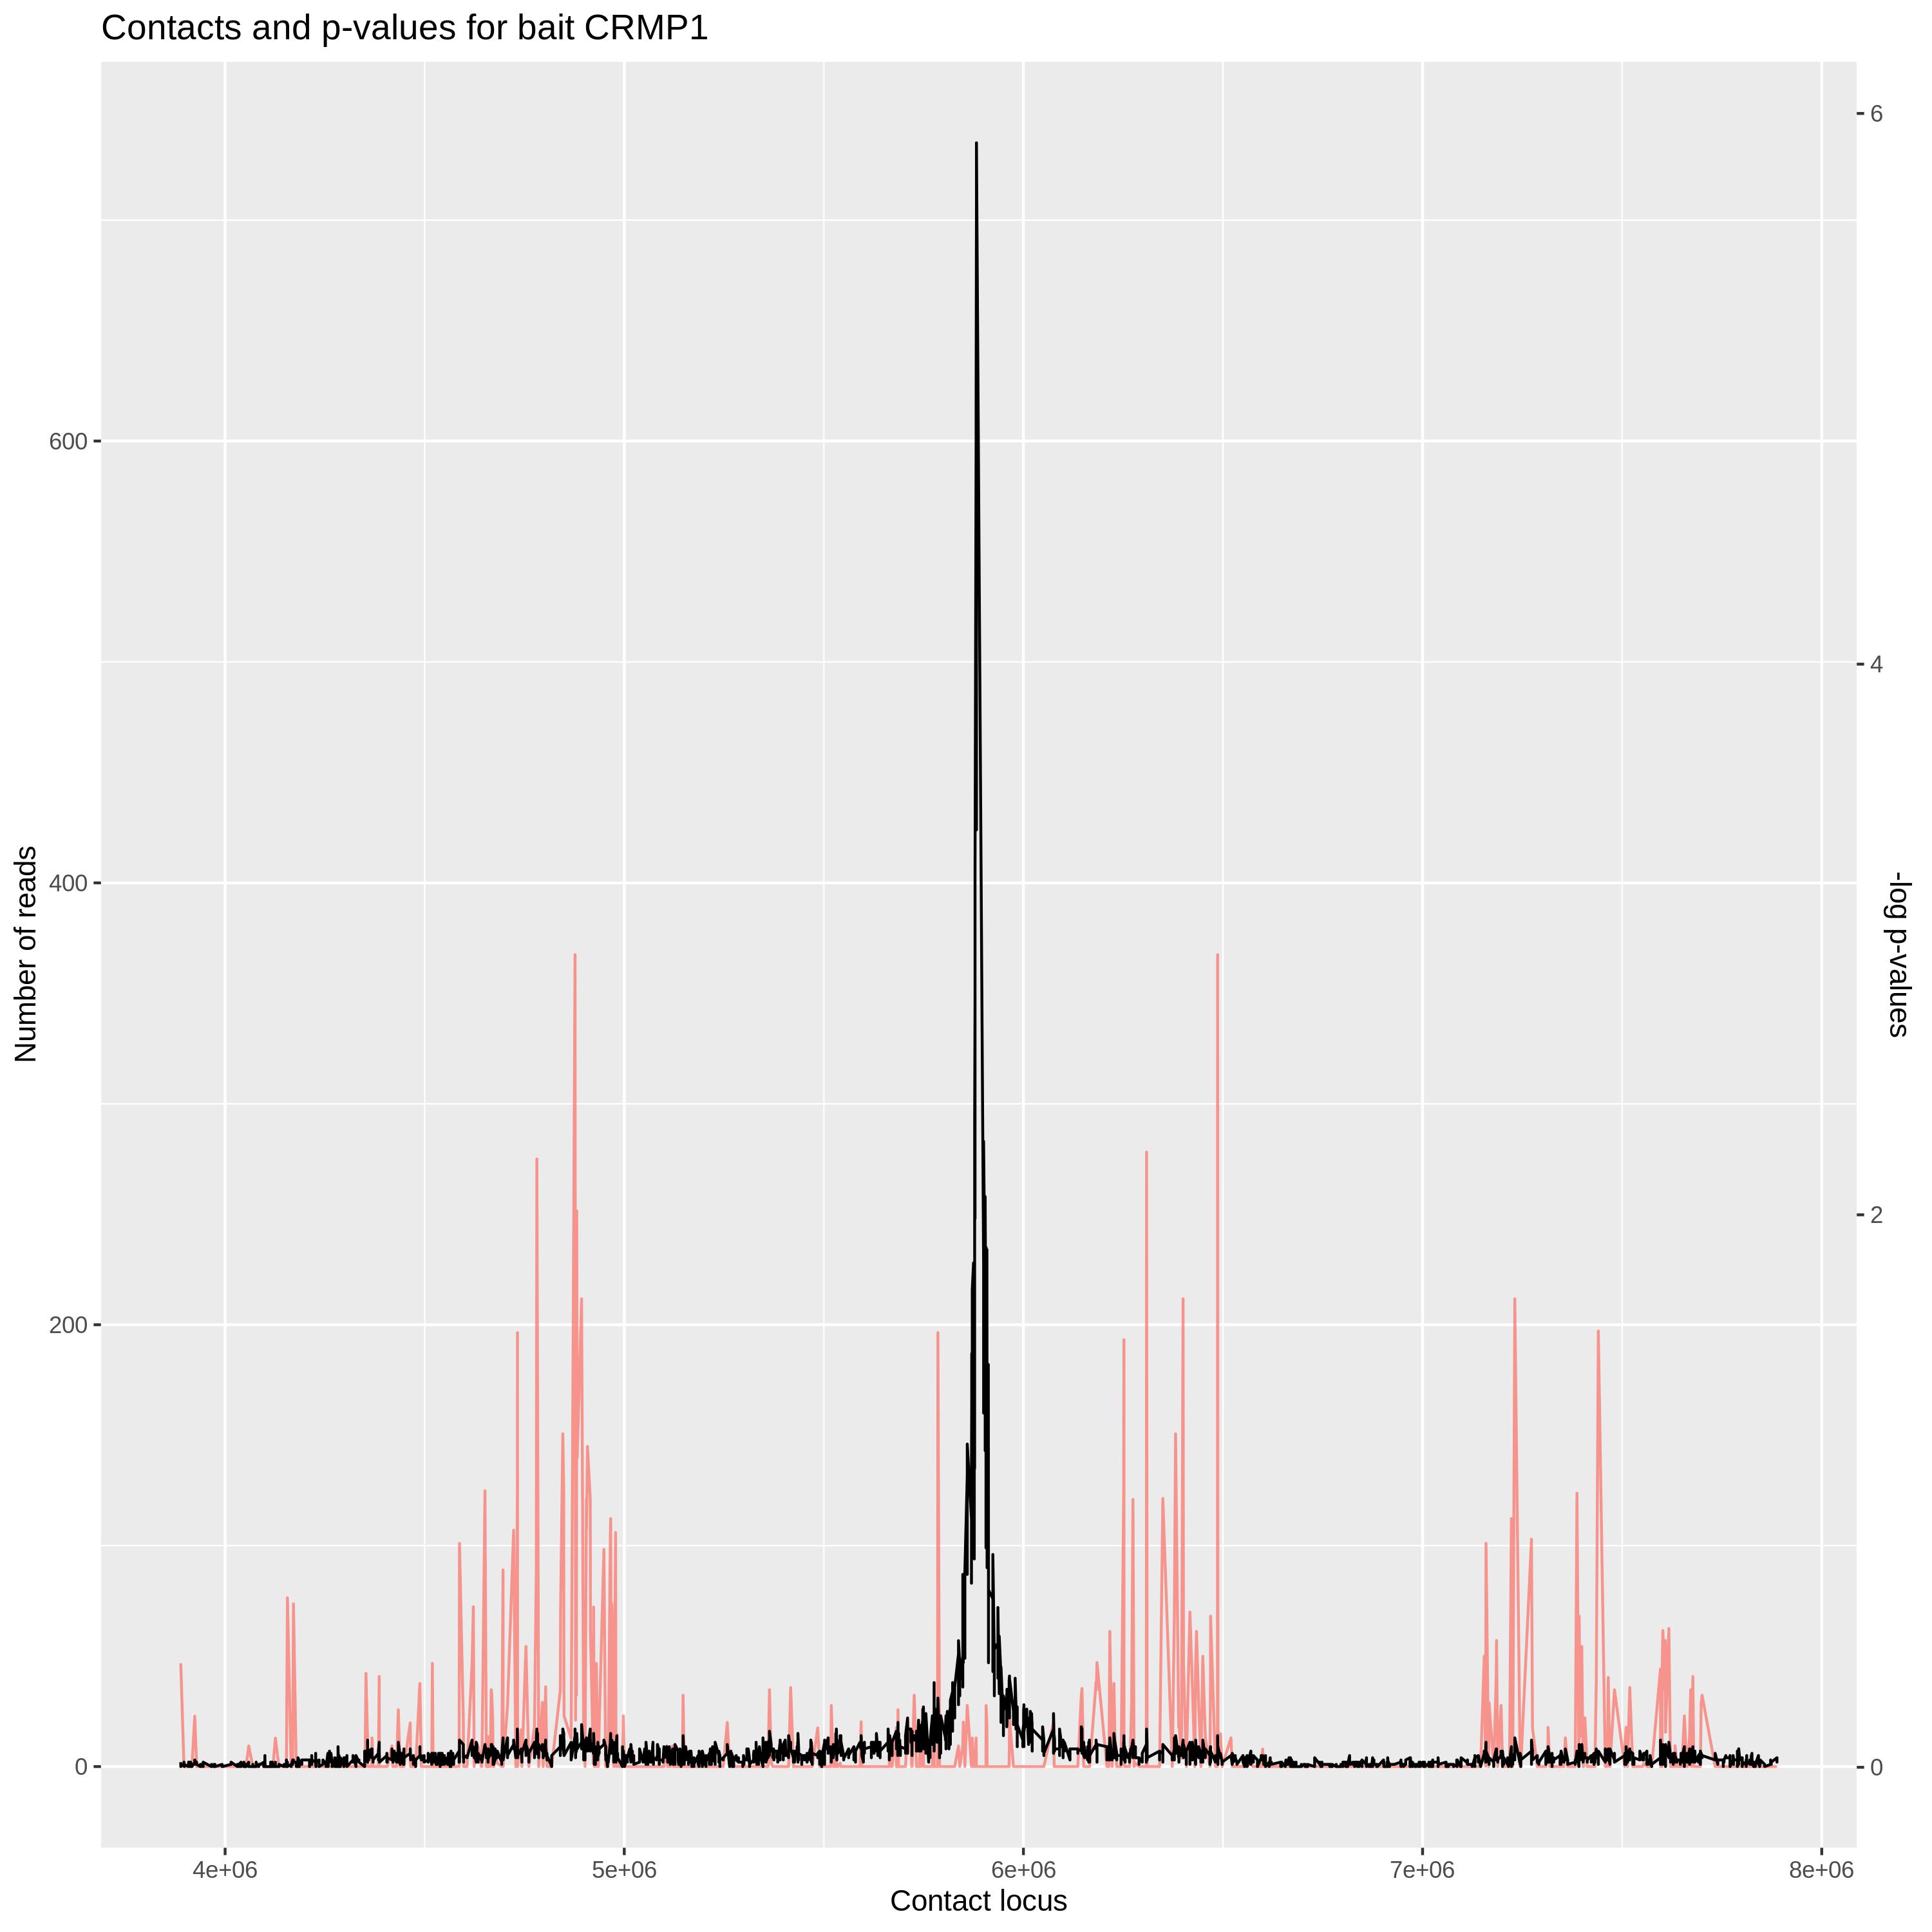 Contacts and p-values for bait CRMP1
Number of reads
600
400
200
0
6
4
2
0
-log p-values
4e+06
5e+06
6e+06
7e+06
8e+06
Contact locus